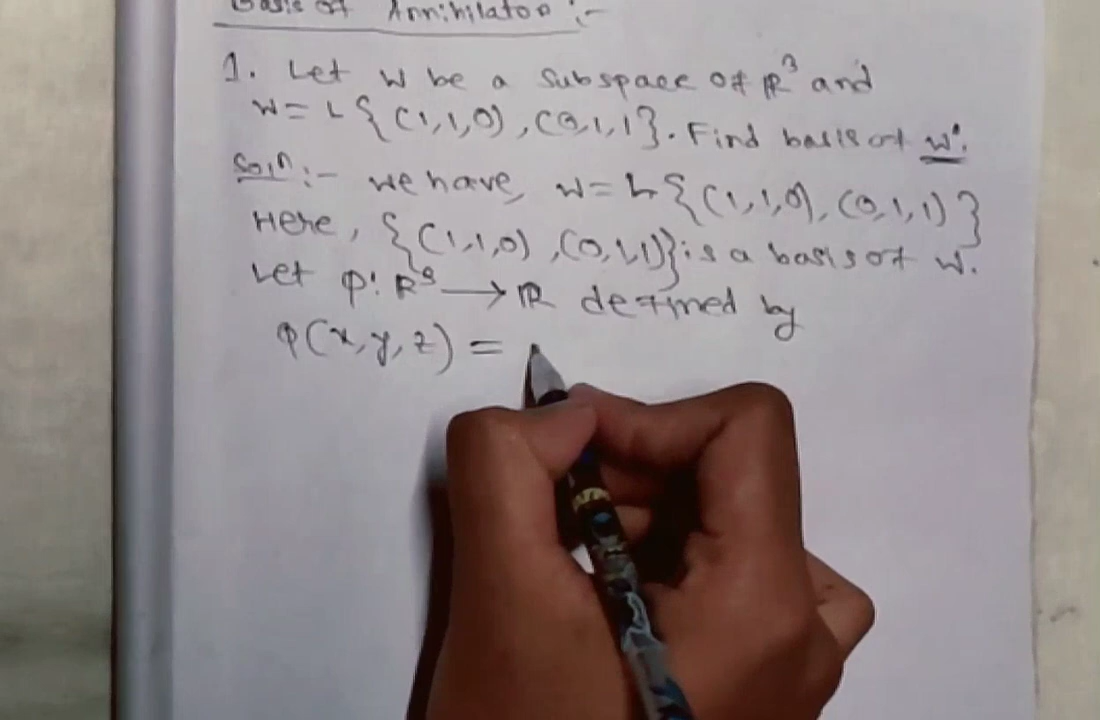 Basis of Annihilator :-
1. Let W be a subspace of ℝ³ and
W = L{(1,1,0), (0,1,1}. Find basis of W⁰.
Solⁿ:- we have, W = L{(1,1,0), (0,1,1)}
Here, {(1,1,0), (0,1,1)} is a basis of W.
Let φ: ℝ³ → ℝ defined by
φ(x, y, z) =